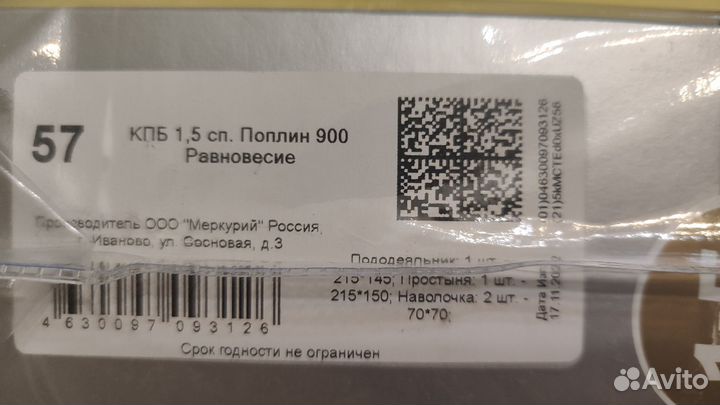 57
КПБ 1,5 сп. Поплин 900
Равновесие
Производитель ООО "Меркурий" Россия,
Иваново, ул. Сосновая, д.3
Пододеяльник: 1 шт.
215*145; Простыня: 1 шт. -
215*150; Наволочка: 2 шт. -
70*70;
4 630097 093126
Срок годности не ограничен
01)04630097093126
Дата Изг
17.11.2022
Avito